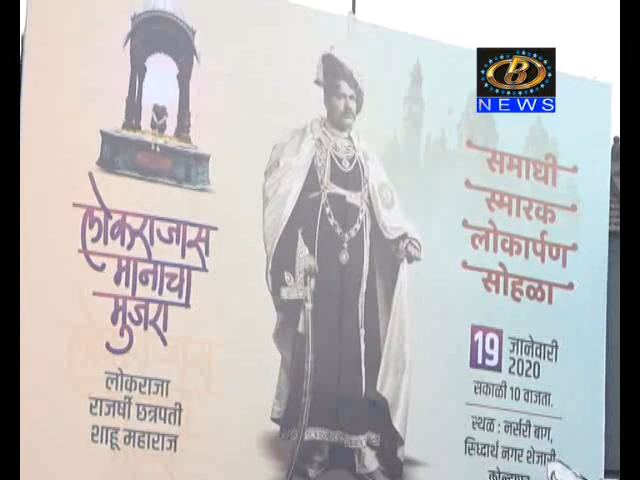 B
NEWS
लोकराजास
मानाचा
मुजरा
लोकराजा
राजर्षी छत्रपती
शाहू महाराज
समाधी
स्मारक
लोकार्पण
सोहळा
19 जानेवारी
2020
सकाळी 10 वाजता.
स्थळ : नर्सरी बाग,
सिध्दार्थ नगर शेजारी
कोल्हापूर